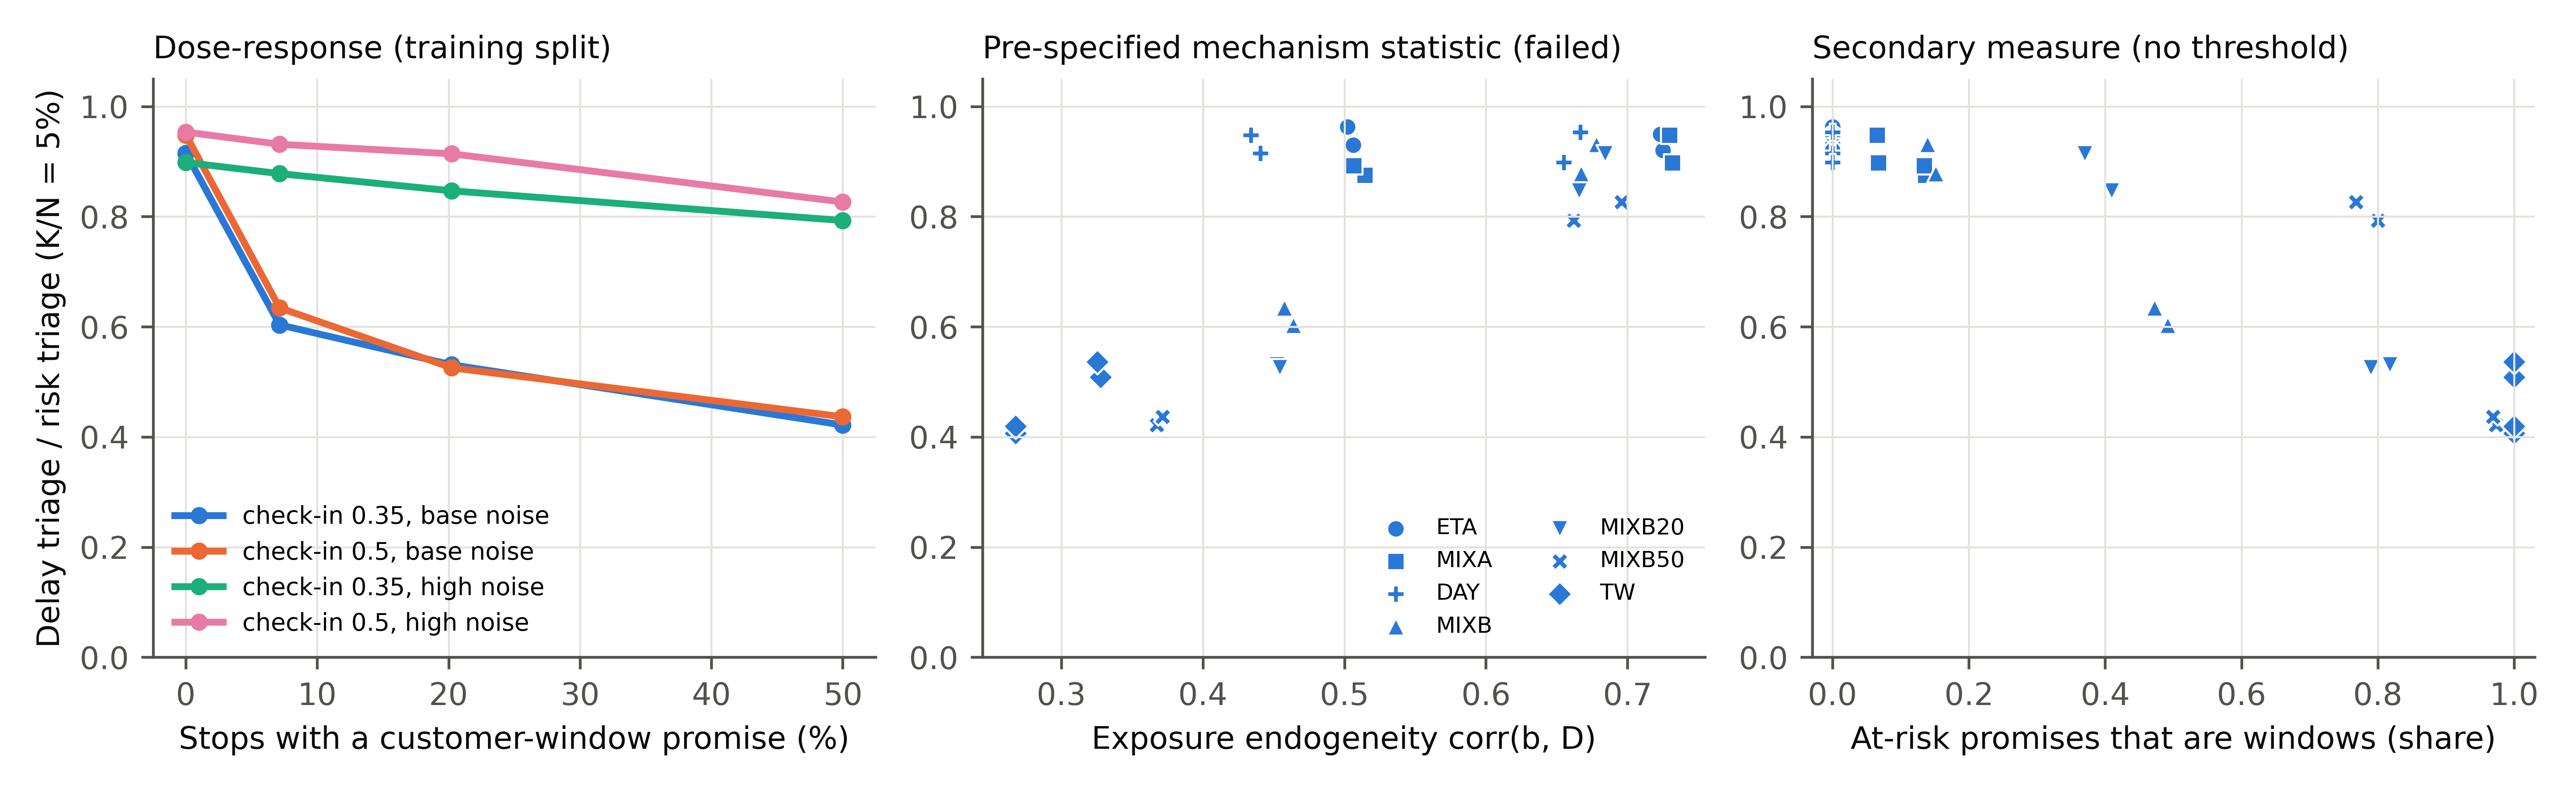 Dose-response (training split)
Delay triage / risk triage (K/N = 5%)
1.0
0.8
0.6
0.4
0.2
0.0
check-in 0.35, base noise
check-in 0.5, base noise
check-in 0.35, high noise
check-in 0.5, high noise
0 10 20 30 40 50
Stops with a customer-window promise (%)
Pre-specified mechanism statistic (failed)
1.0
0.8
0.6
0.4
0.2
0.0
ETA
MIXA
DAY
MIXB
MIXB20
MIXB50
TW
0.3 0.4 0.5 0.6 0.7
Exposure endogeneity corr(b, D)
Secondary measure (no threshold)
1.0
0.8
0.6
0.4
0.2
0.0
0.0 0.2 0.4 0.6 0.8 1.0
At-risk promises that are windows (share)